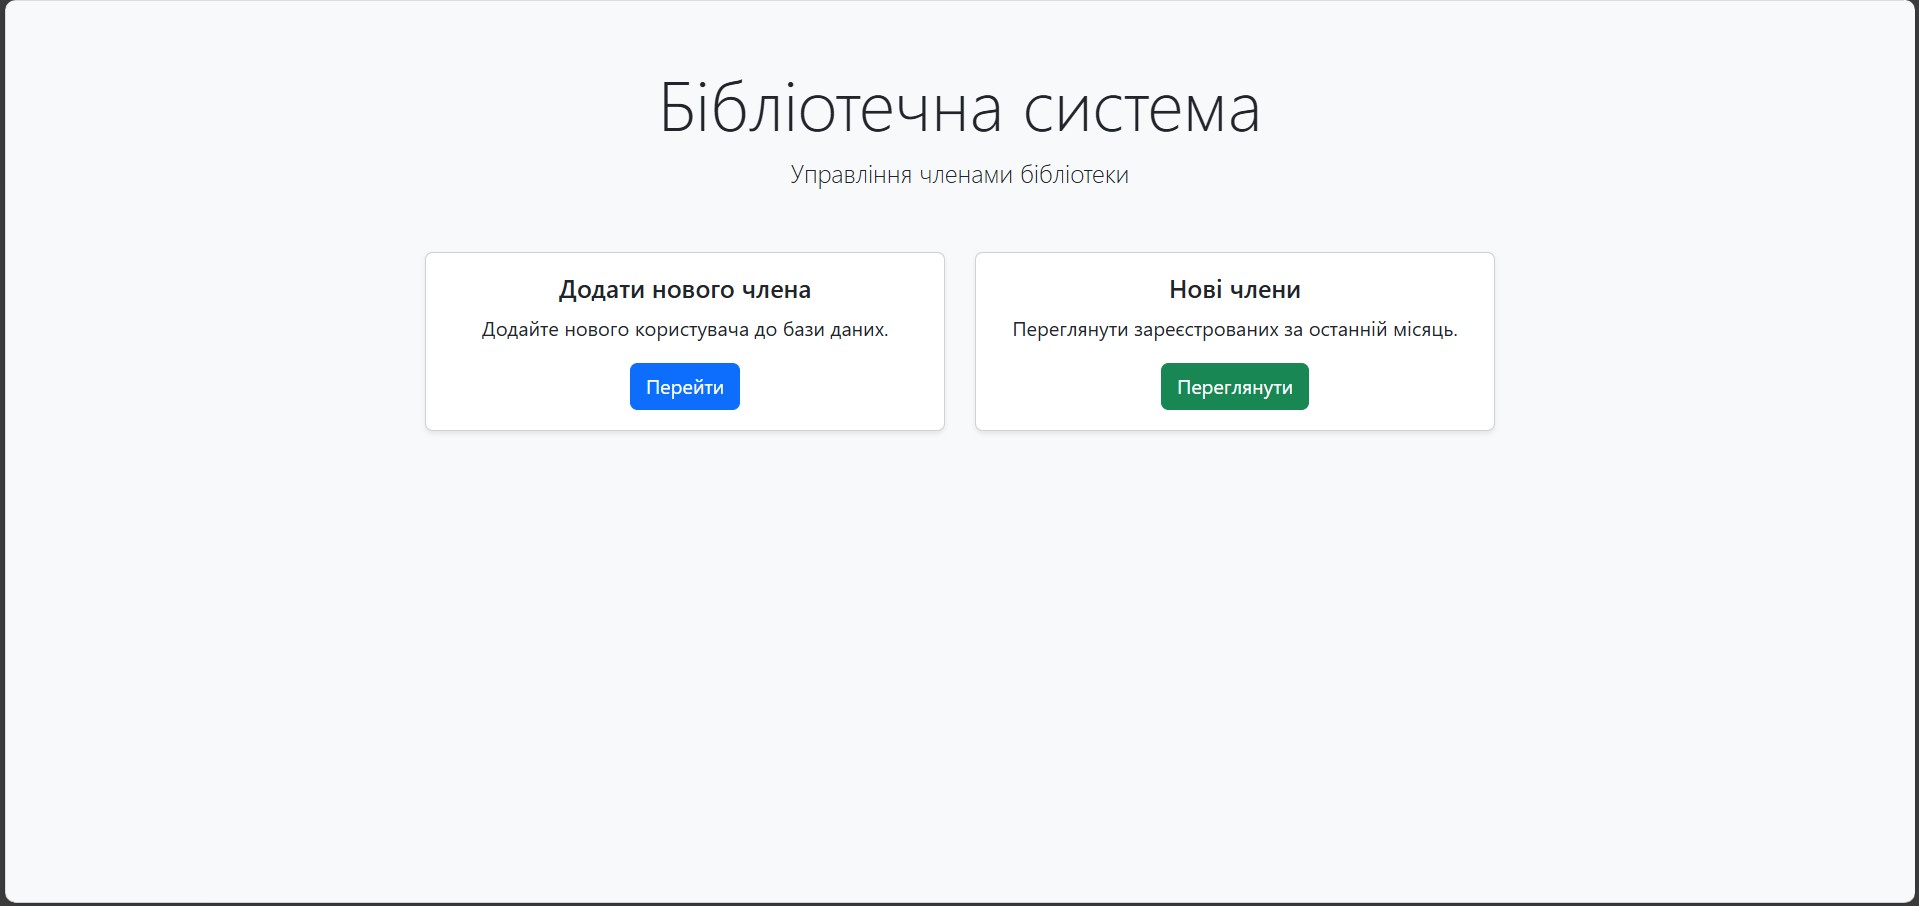 Бібліотечна система
Управління членами бібліотеки
Додати нового члена
Додайте нового користувача до бази даних.
Перейти
Нові члени
Переглянути зареєстрованих за останній місяць.
Переглянути